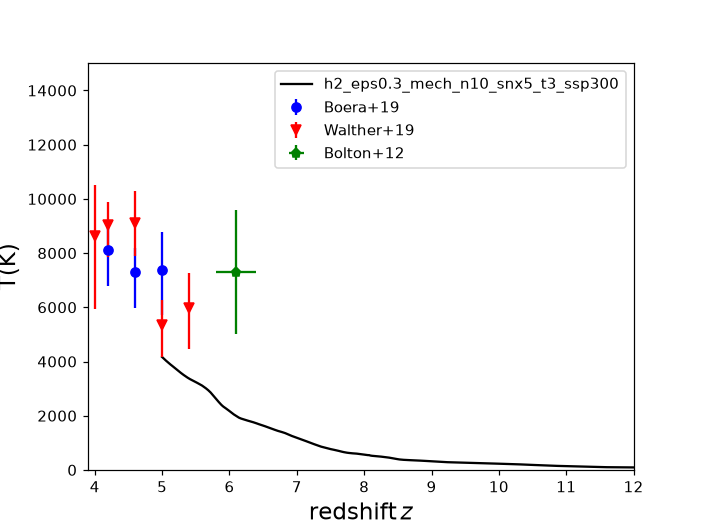 14000
12000
10000
8000
6000
4000
2000
0
T(K)
h2_eps0.3_mech_n10_snx5_t3_ssp300
Boera+19
Walther+19
Bolton+12
4 5 6 7 8 9 10 11 12
redshift z